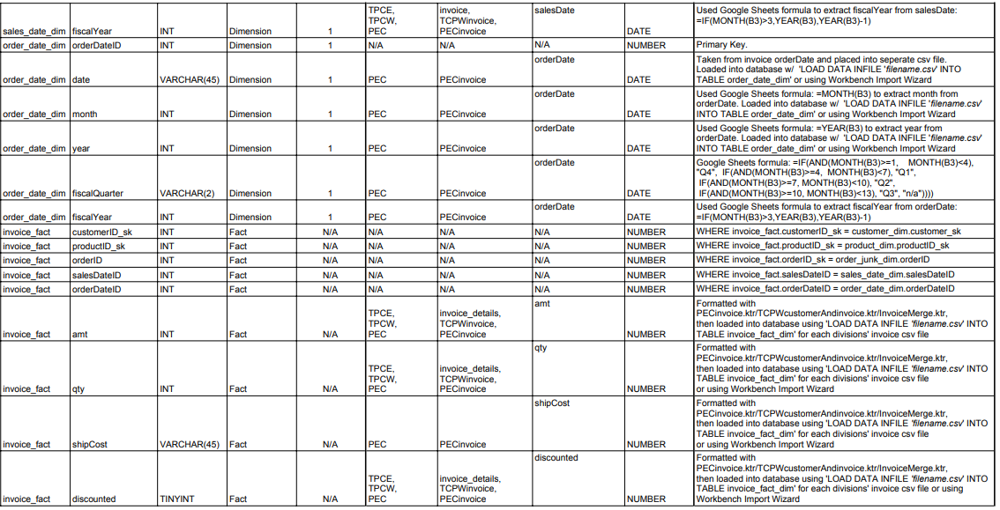 sales_date_dim fiscalYear INT Dimension 1 TPCE, TPCW, PEC invoice, TCPWinvoice, PECinvoice salesDate DATE Used Google Sheets formula to extract fiscalYear from salesDate: =IF(MONTH(B3)>3,YEAR(B3),YEAR(B3)-1)
order_date_dim orderDateID INT Dimension 1 N/A N/A N/A NUMBER Primary Key.
order_date_dim date VARCHAR(45) Dimension 1 PEC PECinvoice orderDate DATE Taken from invoice orderDate and placed into seperate csv file. Loaded into database w/ 'LOAD DATA INFILE 'filename.csv' INTO TABLE order_date_dim' or using Workbench Import Wizard
order_date_dim month INT Dimension 1 PEC PECinvoice orderDate DATE Used Google Sheets formula: =MONTH(B3) to extract month from orderDate. Loaded into database w/ 'LOAD DATA INFILE 'filename.csv' INTO TABLE order_date_dim' or using Workbench Import Wizard
order_date_dim year INT Dimension 1 PEC PECinvoice orderDate DATE Used Google Sheets formula: =YEAR(B3) to extract year from orderDate. Loaded into database w/ 'LOAD DATA INFILE 'filename.csv' INTO TABLE order_date_dim' or using Workbench Import Wizard
order_date_dim fiscalQuarter VARCHAR(2) Dimension 1 PEC PECinvoice orderDate DATE Google Sheets formula: =IF(AND(MONTH(B3)>=1, MONTH(B3)<4), "Q4", IF(AND(MONTH(B3)>=4, MONTH(B3)<7), "Q1", IF(AND(MONTH(B3)>=7, MONTH(B3)<10), "Q2", IF(AND(MONTH(B3)>=10, MONTH(B3)<13), "Q3", "n/a"))))
order_date_dim fiscalYear INT Dimension 1 PEC PECinvoice orderDate DATE Used Google Sheets formula to extract fiscalYear from orderDate: =IF(MONTH(B3)>3,YEAR(B3),YEAR(B3)-1)
invoice_fact customerID_sk INT Fact N/A N/A N/A N/A NUMBER WHERE invoice_fact.customerID_sk = customer_dim.customer_sk
invoice_fact productID_sk INT Fact N/A N/A N/A N/A NUMBER WHERE invoice_fact.productID_sk = product_dim.productID_sk
invoice_fact orderID INT Fact N/A N/A N/A N/A NUMBER WHERE invoice_fact.orderID_sk = order_junk_dim.orderID
invoice_fact salesDateID INT Fact N/A N/A N/A N/A NUMBER WHERE invoice_fact.salesDateID = sales_date_dim.salesDateID
invoice_fact orderDateID INT Fact N/A N/A N/A N/A NUMBER WHERE invoice_fact.orderDateID = order_date_dim.orderDateID
invoice_fact amt INT Fact N/A TPCE, TPCW, PEC invoice_details, TCPWinvoice, PECinvoice amt NUMBER Formatted with PECinvoice.ktr/TCPWcustomerAndinvoice.ktr/InvoiceMerge.ktr, then loaded into database using 'LOAD DATA INFILE 'filename.csv' INTO TABLE invoice_fact_dim' for each divisions' invoice csv file
invoice_fact qty INT Fact N/A TPCE, TPCW, PEC invoice_details, TCPWinvoice, PECinvoice qty NUMBER Formatted with PECinvoice.ktr/TCPWcustomerAndinvoice.ktr/InvoiceMerge.ktr, then loaded into database using 'LOAD DATA INFILE 'filename.csv' INTO TABLE invoice_fact_dim' for each divisions' invoice csv file or using Workbench Import Wizard
invoice_fact shipCost VARCHAR(45) Fact N/A PEC PECinvoice shipCost NUMBER Formatted with PECinvoice.ktr/TCPWcustomerAndinvoice.ktr/InvoiceMerge.ktr, then loaded into database using 'LOAD DATA INFILE 'filename.csv' INTO TABLE invoice_fact_dim' for each divisions' invoice csv file or using Workbench Import Wizard
invoice_fact discounted TINYINT Fact N/A TPCE, TPCW, PEC invoice_details, TCPWinvoice, PECinvoice discounted NUMBER Formatted with PECinvoice.ktr/TCPWcustomerAndinvoice.ktr/InvoiceMerge.ktr, then loaded into database using 'LOAD DATA INFILE 'filename.csv' INTO TABLE invoice_fact_dim' for each divisions' invoice csv file or using Workbench Import Wizard